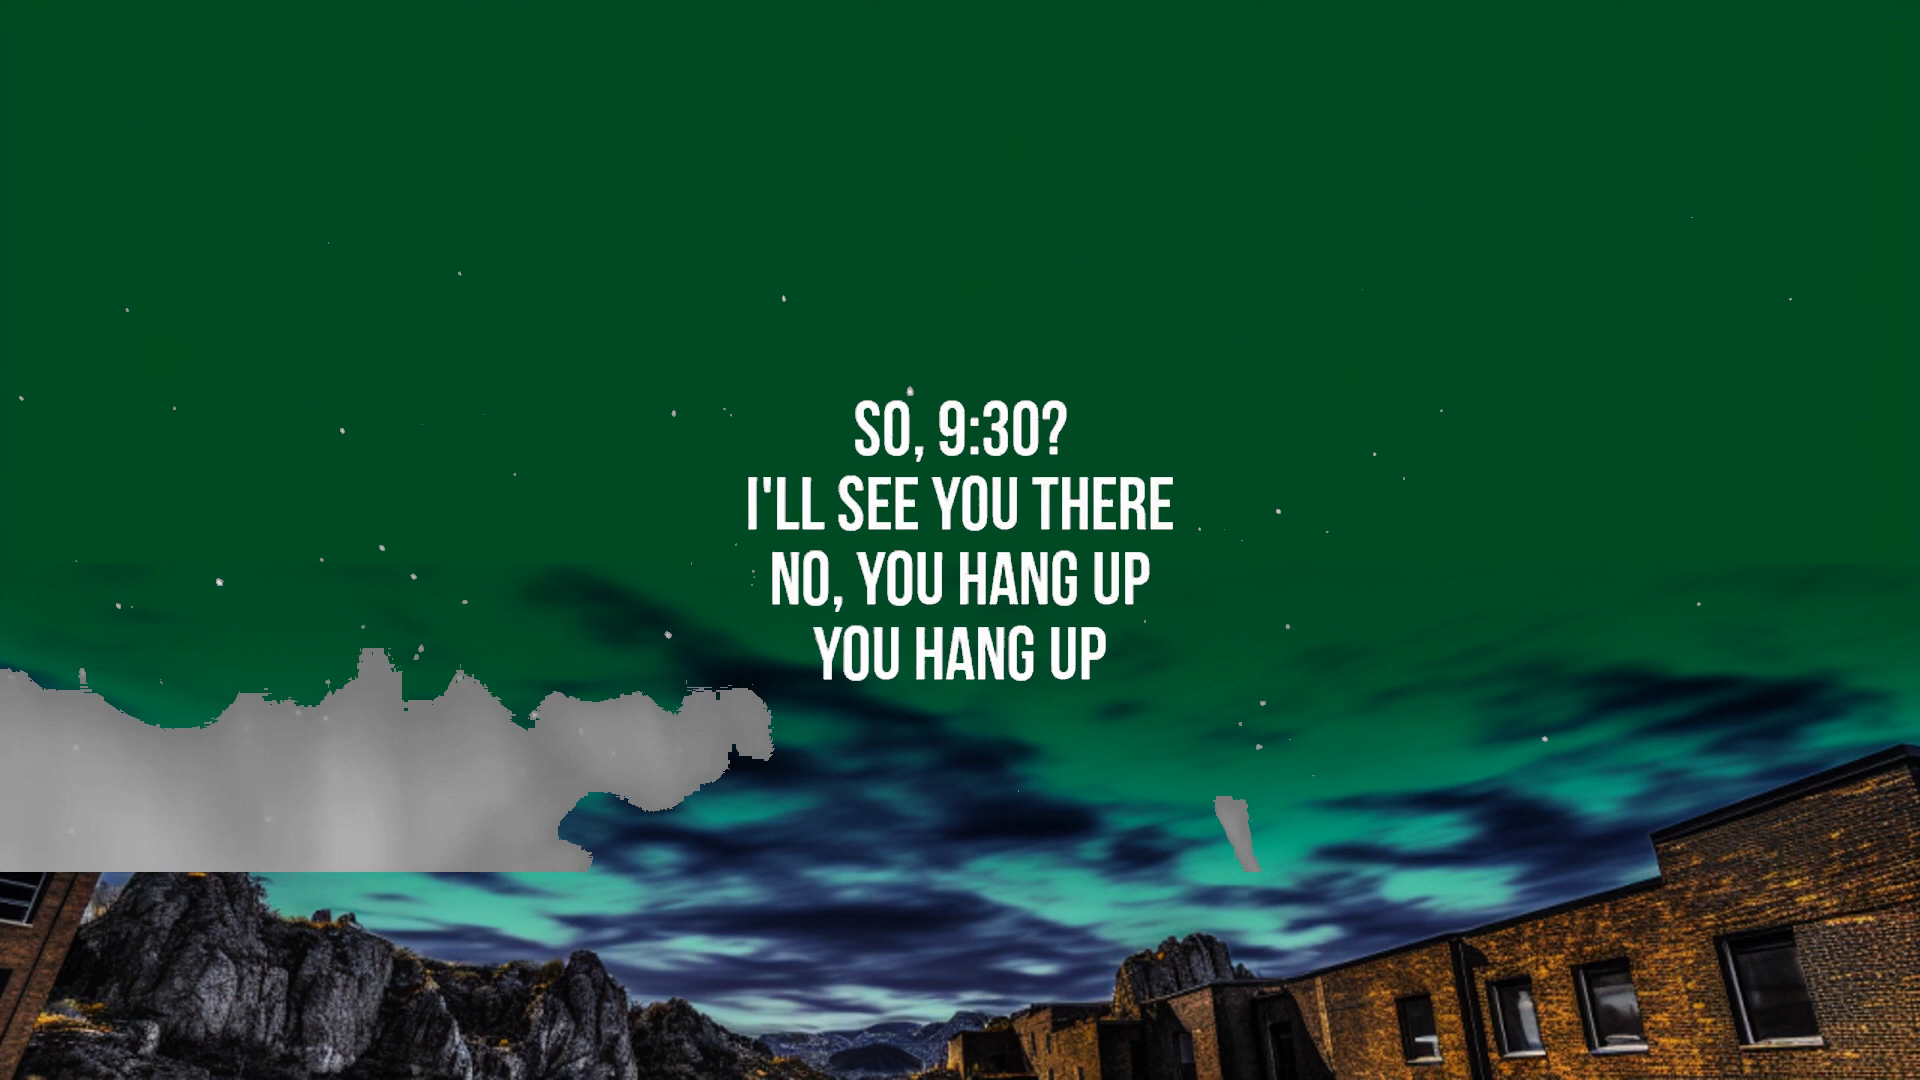 SO, 9:30?
I'LL SEE YOU THERE
NO, YOU HANG UP
YOU HANG UP